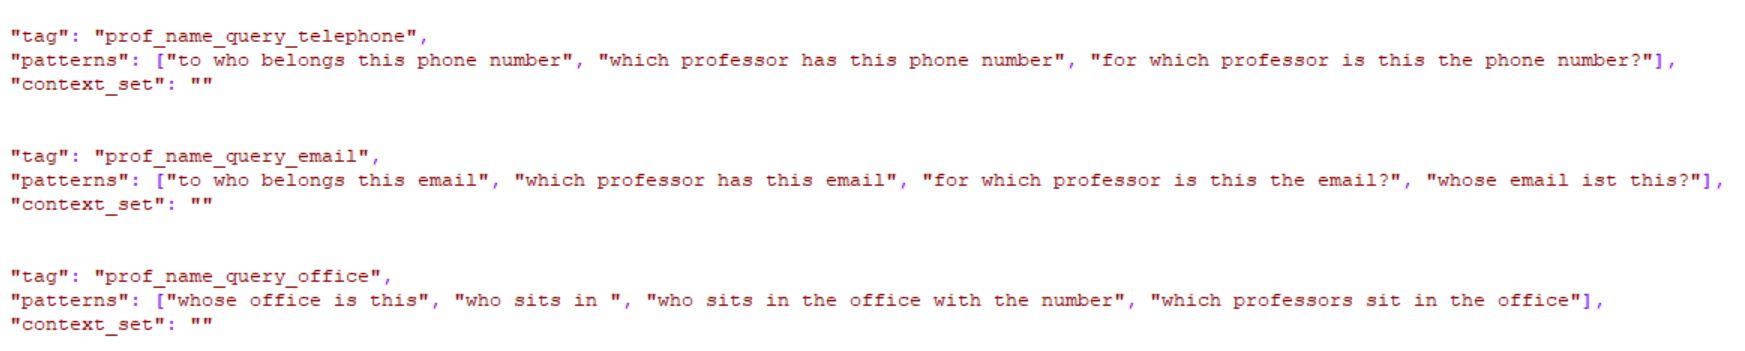 "tag": "prof_name_query_telephone",
"patterns": ["to who belongs this phone number", "which professor has this phone number", "for which professor is this the phone number?"],
"context_set": ""
"tag": "prof_name_query_email",
"patterns": ["to who belongs this email", "which professor has this email", "for which professor is this the email?", "whose email ist this?"],
"context_set": ""
"tag": "prof_name_query_office",
"patterns": ["whose office is this", "who sits in ", "who sits in the office with the number", "which professors sit in the office"],
"context_set": ""